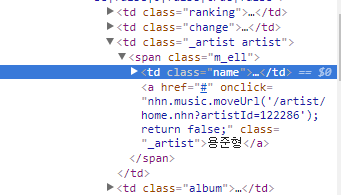 ▶<td class="ranking">…</td>
▶<td class="change">…</td>
▼<td class="_artist artist">
▼<span class="m_ell">
▶<td class="name">…</td> == $0
<a href="#" onclick=
"nhn.music.moveUrl('/artist/
home.nhn?artistId=122286');
return false;" class=
"_artist">용준형</a>
</span>
</td>
▶<td class="album">…</td>